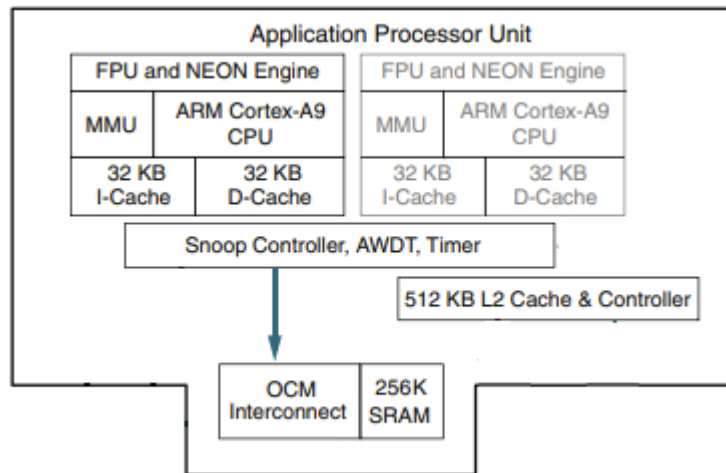 Application Processor Unit
FPU and NEON Engine
MMU
ARM Cortex-A9
CPU
32 KB
I-Cache
32 KB
D-Cache
FPU and NEON Engine
MMU
ARM Cortex-A9
CPU
32 KB
I-Cache
32 KB
D-Cache
Snoop Controller, AWDT, Timer
512 KB L2 Cache & Controller
OCM
Interconnect
256K
SRAM